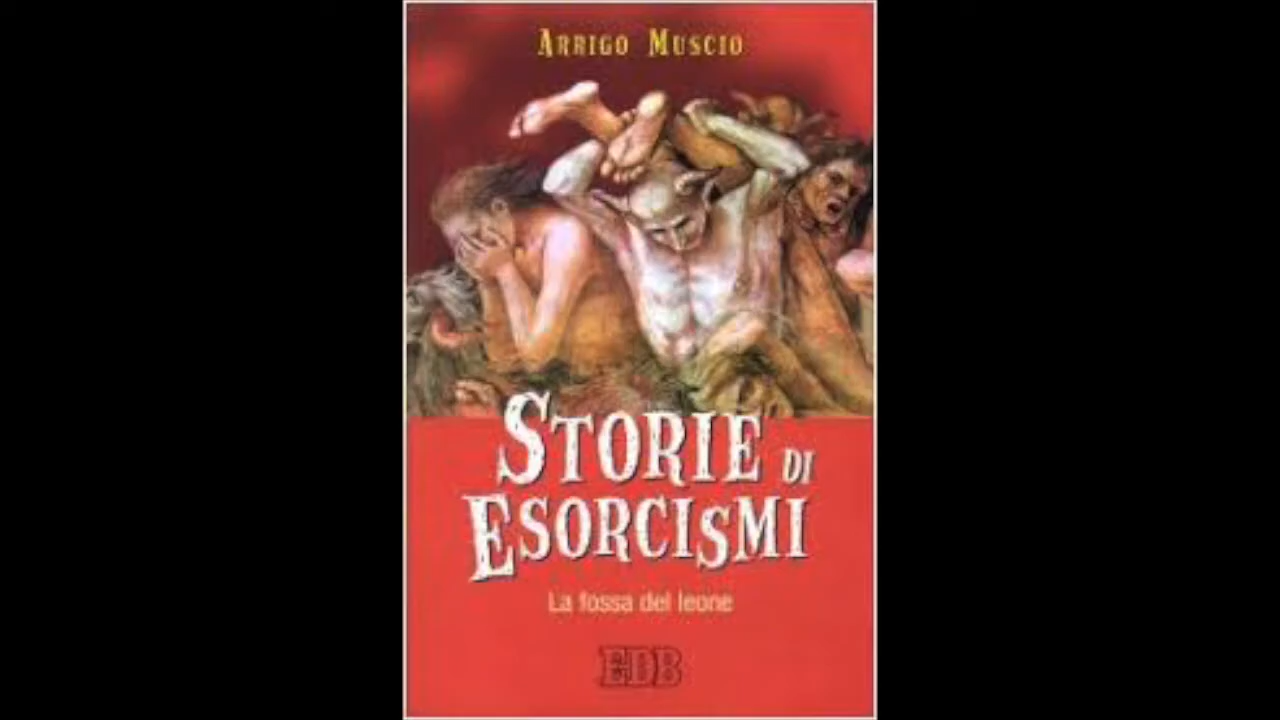 ARRIGO MUSCIO
STORIE DI
ESORCISMI
La fossa del leone
EDB